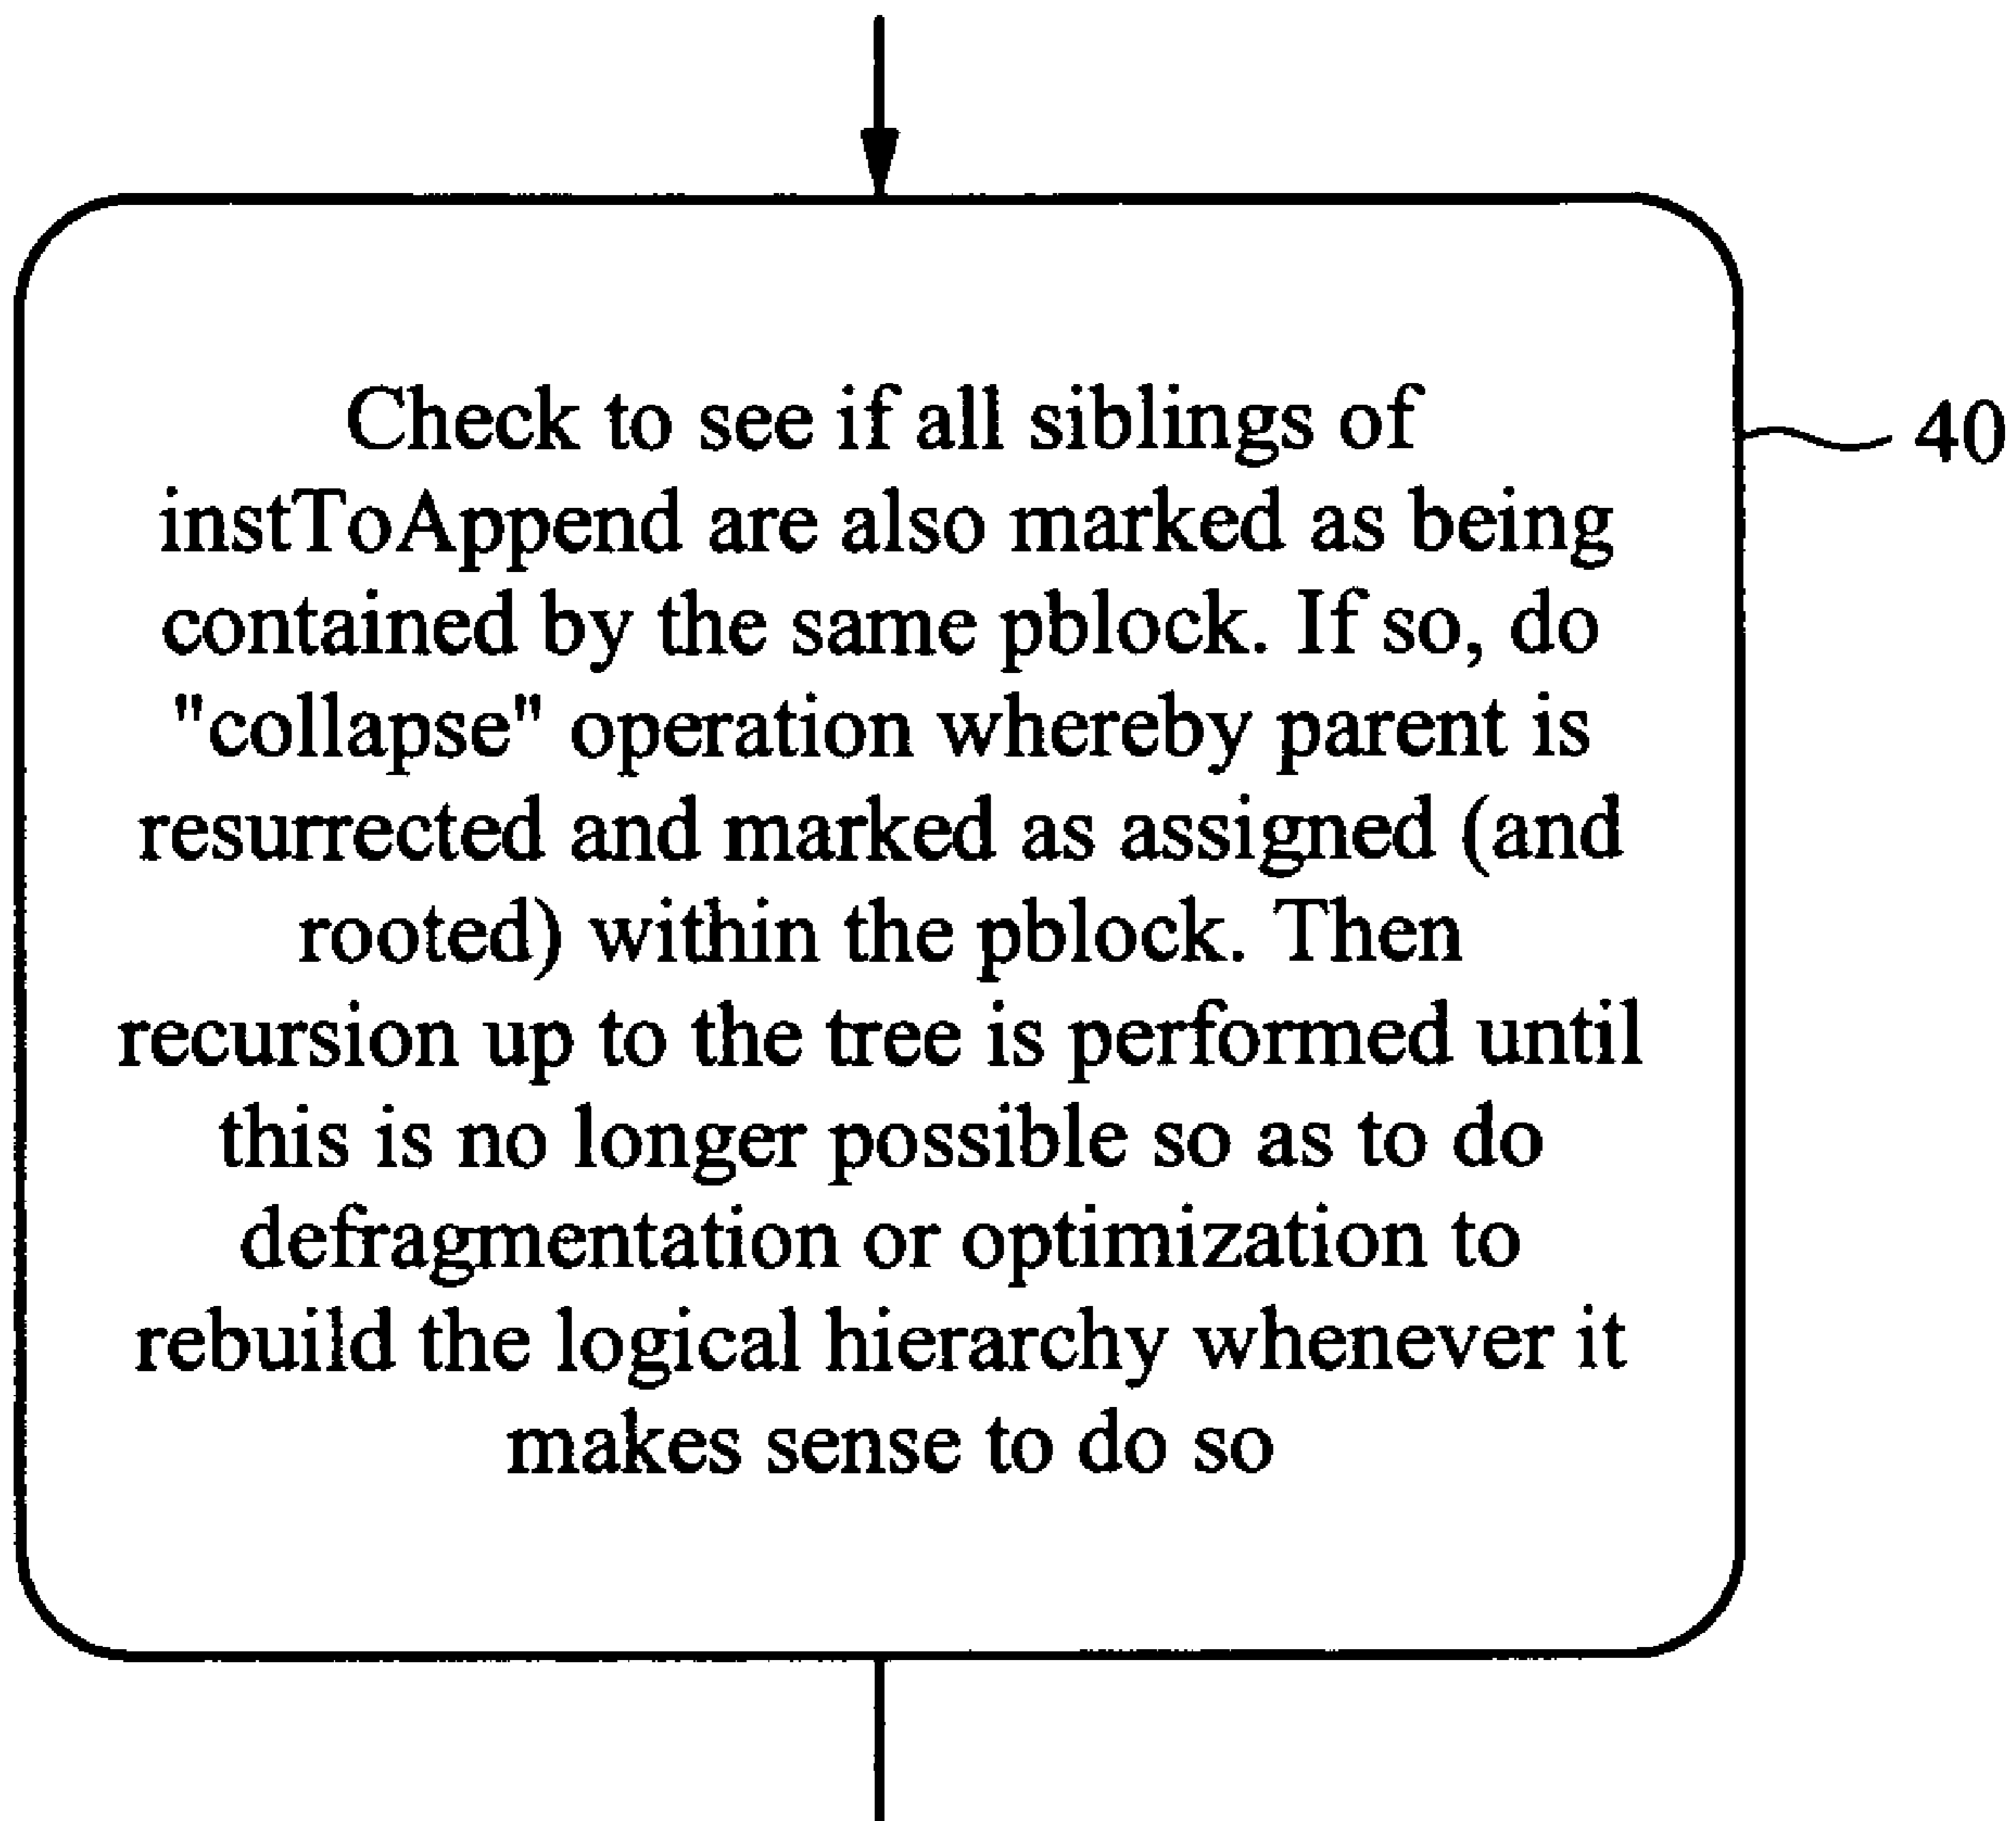 Check to see if all siblings of
instToAppend are also marked as being
contained by the same pblock. If so, do
"collapse" operation whereby parent is
resurrected and marked as assigned (and
rooted) within the pblock. Then
recursion up to the tree is performed until
this is no longer possible so as to do
defragmentation or optimization to
rebuild the logical hierarchy whenever it
makes sense to do so
40